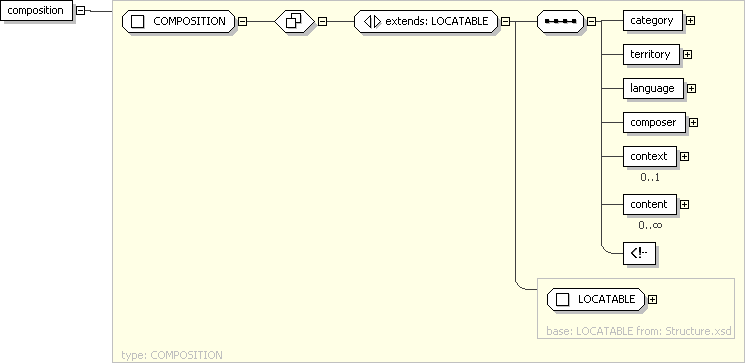 composition
COMPOSITION
extends: LOCATABLE
category
territory
language
composer
context
0..1
content
0..∞
<!--
LOCATABLE
base: LOCATABLE from: Structure.xsd
type: COMPOSITION